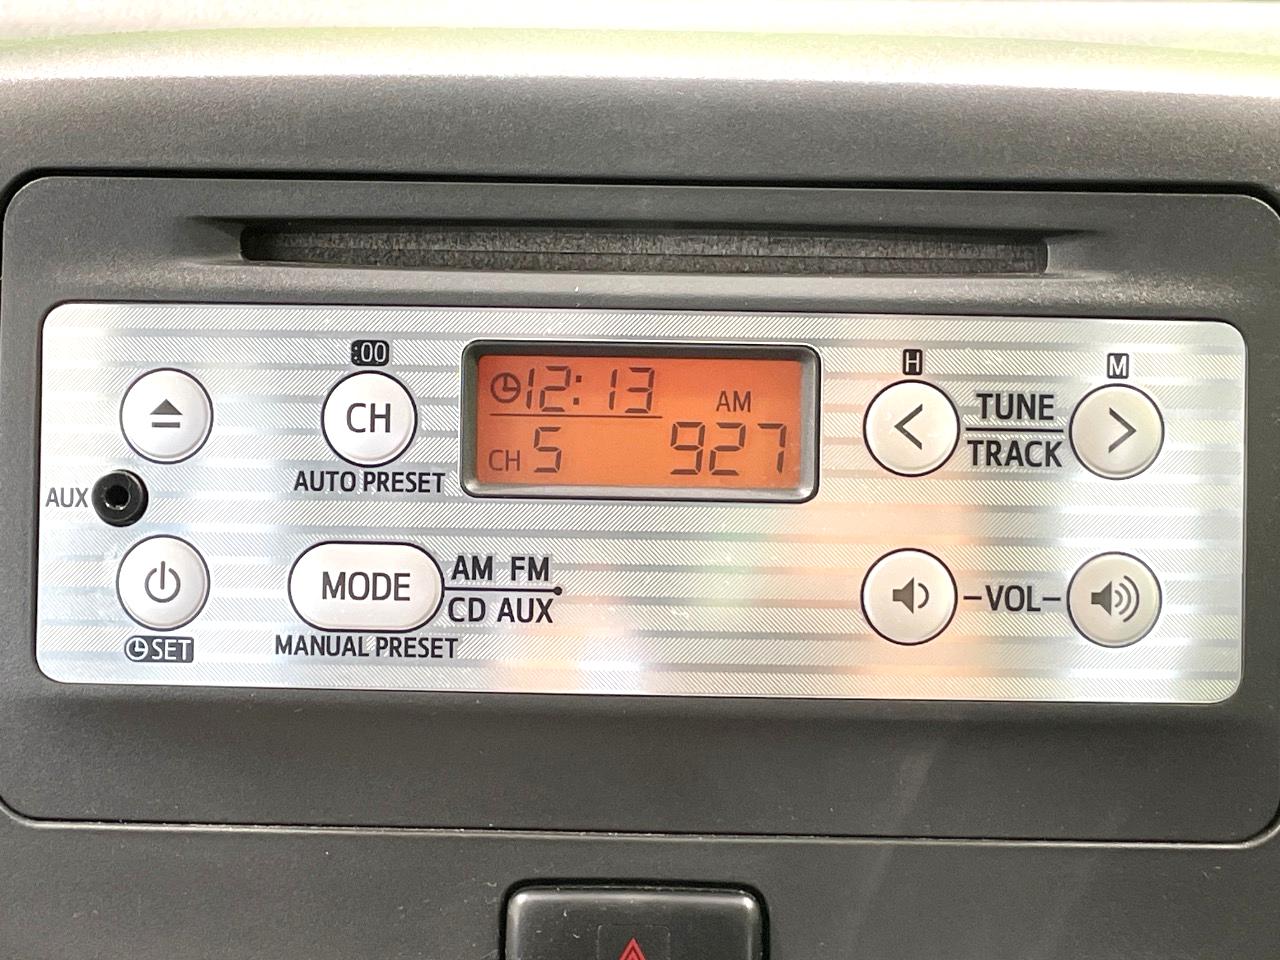 :00
H
M
12:13
AM
CH 5
927
CH
AUTO PRESET
TUNE
TRACK
AUX
MODE
AM FM
CD AUX
MANUAL PRESET
SET
-VOL-